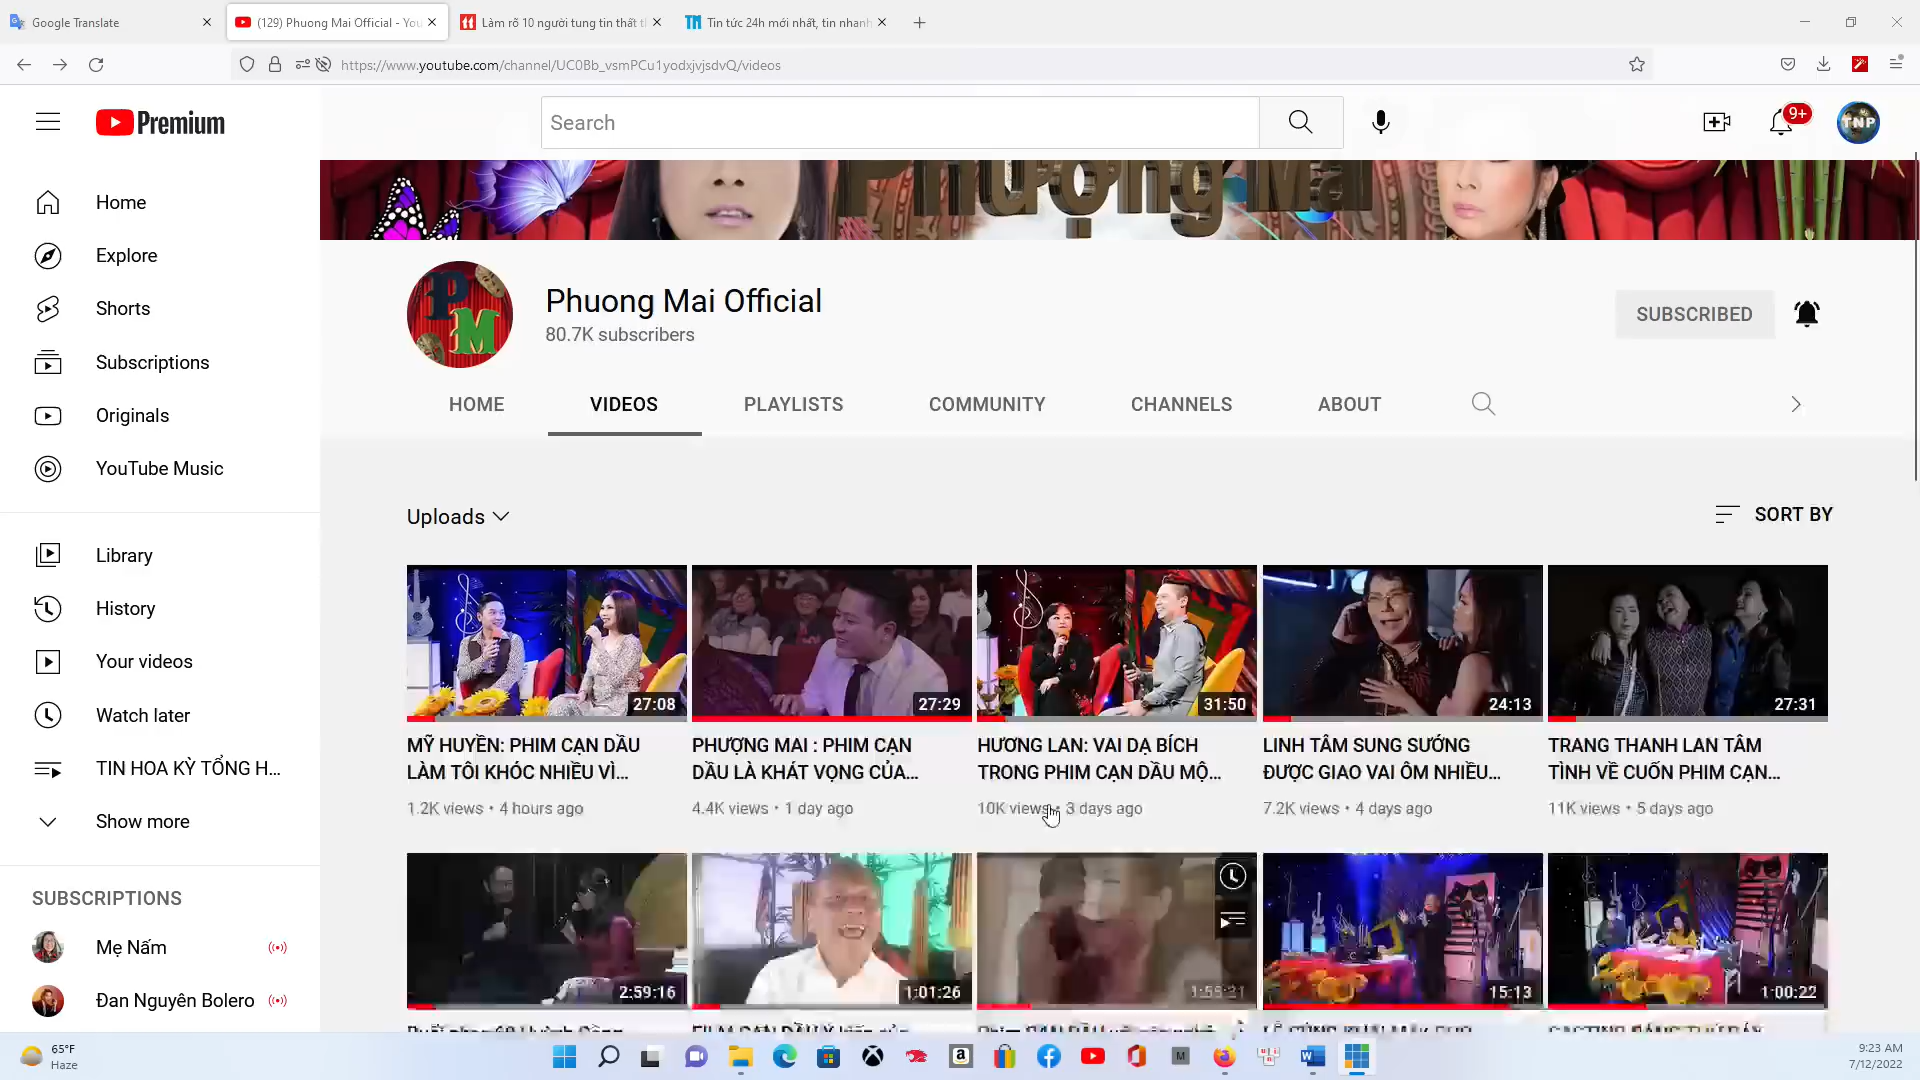 Google Translate
(129) Phuong Mai Official - You
Làm rõ 10 người tung tin thất t
Tin tức 24h mới nhất, tin nhanh
https://www.youtube.com/channel/UC0Bb_vsmPCu1yodxjvjsdvQ/videos
Premium
Search
9+
TNP
Home
Explore
Shorts
Subscriptions
Originals
YouTube Music
Library
History
Your videos
Watch later
TIN HOA KỲ TỔNG H...
Show more
SUBSCRIPTIONS
Mẹ Nấm
Đan Nguyên Bolero
Phượng Mai
PM
Phuong Mai Official
80.7K subscribers
SUBSCRIBED
HOME
VIDEOS
PLAYLISTS
COMMUNITY
CHANNELS
ABOUT
Uploads
SORT BY
27:08
27:29
31:50
24:13
27:31
MỸ HUYỀN: PHIM CẠN DẦU
LÀM TÔI KHÓC NHIỀU VÌ...
1.2K views • 4 hours ago
PHƯỢNG MAI : PHIM CẠN
DẦU LÀ KHÁT VỌNG CỦA...
4.4K views • 1 day ago
HƯƠNG LAN: VAI DẠ BÍCH
TRONG PHIM CẠN DẦU MỘ...
10K views • 3 days ago
LINH TÂM SUNG SƯỚNG
ĐƯỢC GIAO VAI ÔM NHIỀU...
7.2K views • 4 days ago
TRANG THANH LAN TÂM
TÌNH VỀ CUỐN PHIM CẠN...
11K views • 5 days ago
2:59:16
1:01:26
1:55:21
15:13
1:00:22
65°F
Haze
9:23 AM
7/12/2022